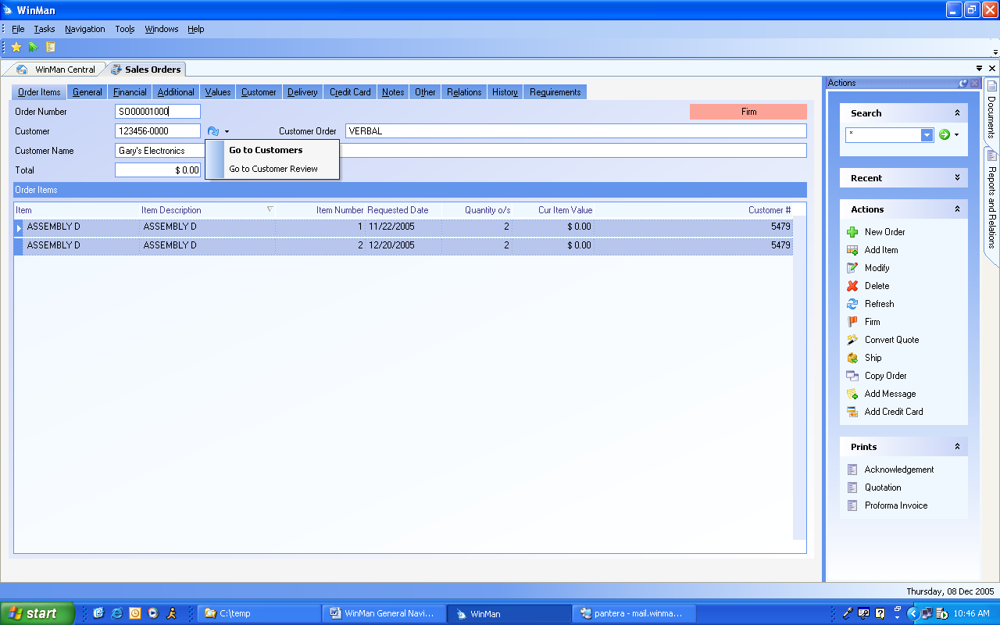 WinMan
File Tasks Navigation Tools Windows Help
WinMan Central Sales Orders
Order Items General Financial Additional Values Customer Delivery Credit Card Notes Other Relations History Requirements
Order Number SO00001000 Firm
Customer 123456-0000 Customer Order VERBAL
Customer Name Gary's Electronics
Total $ 0.00
Go to Customers
Go to Customer Review
Order Items
Item Item Description Item Number Requested Date Quantity o/s Cur Item Value Customer #
ASSEMBLY D ASSEMBLY D 1 11/22/2005 2 $ 0.00 5479
ASSEMBLY D ASSEMBLY D 2 12/20/2005 2 $ 0.00 5479
Actions
Search
*
Recent
Actions
New Order
Add Item
Modify
Delete
Refresh
Firm
Convert Quote
Ship
Copy Order
Add Message
Add Credit Card
Prints
Acknowledgement
Quotation
Proforma Invoice
Documents
Reports and Relations
Thursday, 08 Dec 2005
start C:\temp WinMan General Navi... WinMan pantera - mail.winma... 10:46 AM